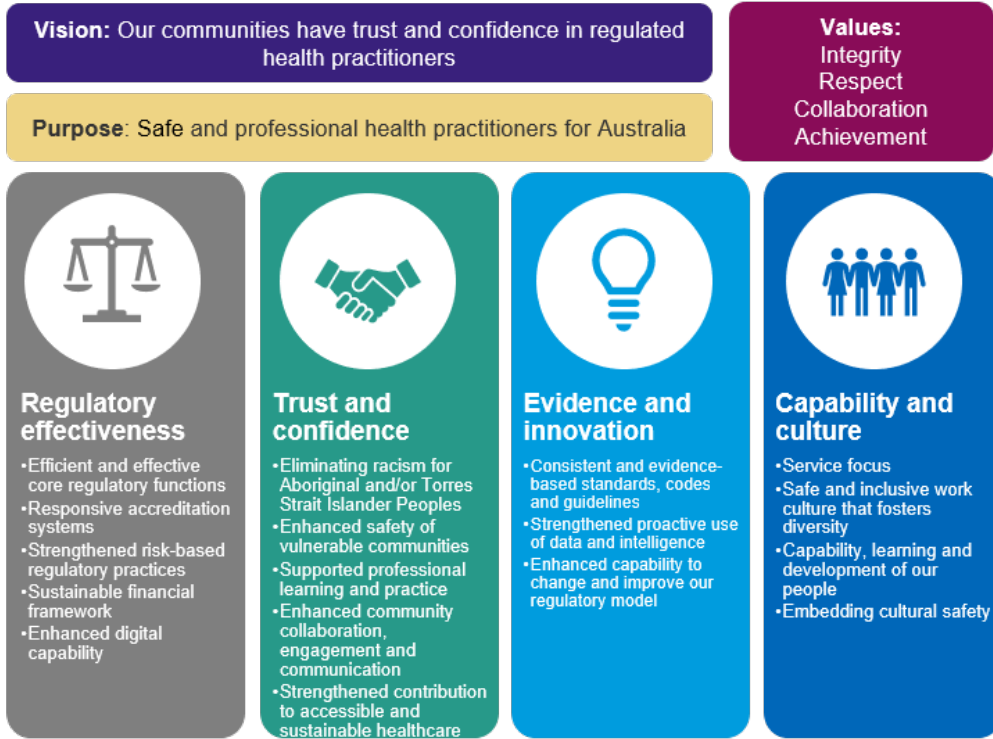 Vision: Our communities have trust and confidence in regulated
health practitioners
Purpose: Safe and professional health practitioners for Australia
Values:
Integrity
Respect
Collaboration
Achievement
Regulatory
effectiveness
•Efficient and effective
core regulatory functions
•Responsive accreditation
systems
•Strengthened risk-based
regulatory practices
•Sustainable financial
framework
•Enhanced digital
capability
Trust and
confidence
•Eliminating racism for
Aboriginal and/or Torres
Strait Islander Peoples
•Enhanced safety of
vulnerable communities
•Supported professional
learning and practice
•Enhanced community
collaboration,
engagement and
communication
•Strengthened contribution
to accessible and
sustainable healthcare
Evidence and
innovation
•Consistent and evidence-
based standards, codes
and guidelines
•Strengthened proactive use
of data and intelligence
•Enhanced capability to
change and improve our
regulatory model
Capability and
culture
•Service focus
•Safe and inclusive work
culture that fosters
diversity
•Capability, learning and
development of our
people
•Embedding cultural safety